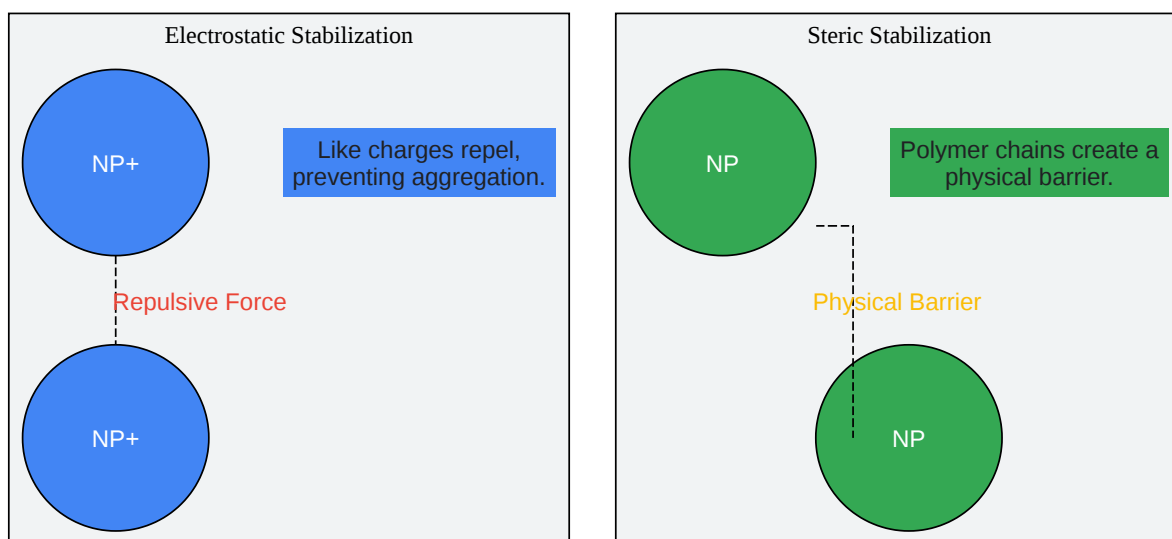 Electrostatic Stabilization
NP+
Like charges repel,
preventing aggregation.
Repulsive Force
NP+
Steric Stabilization
NP
Polymer chains create a
physical barrier.
Physical Barrier
NP